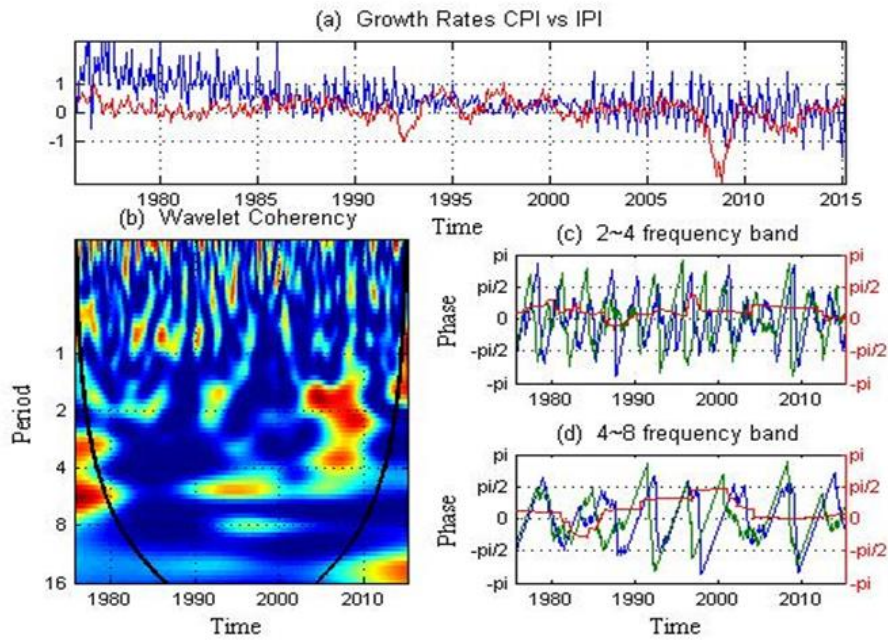 (a) Growth Rates CPI vs IPI
1
0
-1
1980 1985 1990 1995 2000 2005 2010 2015
Time
(b) Wavelet Coherency
Period
1
2
4
8
16
1980 1990 2000 2010
Time
(c) 2~4 frequency band
Phase
pi pi
pi/2 pi/2
0 0
-pi/2 -pi/2
-pi -pi
1980 1990 2000 2010
(d) 4~8 frequency band
Phase
pi pi
pi/2 pi/2
0 0
-pi/2 -pi/2
-pi -pi
1980 1990 2000 2010
Time